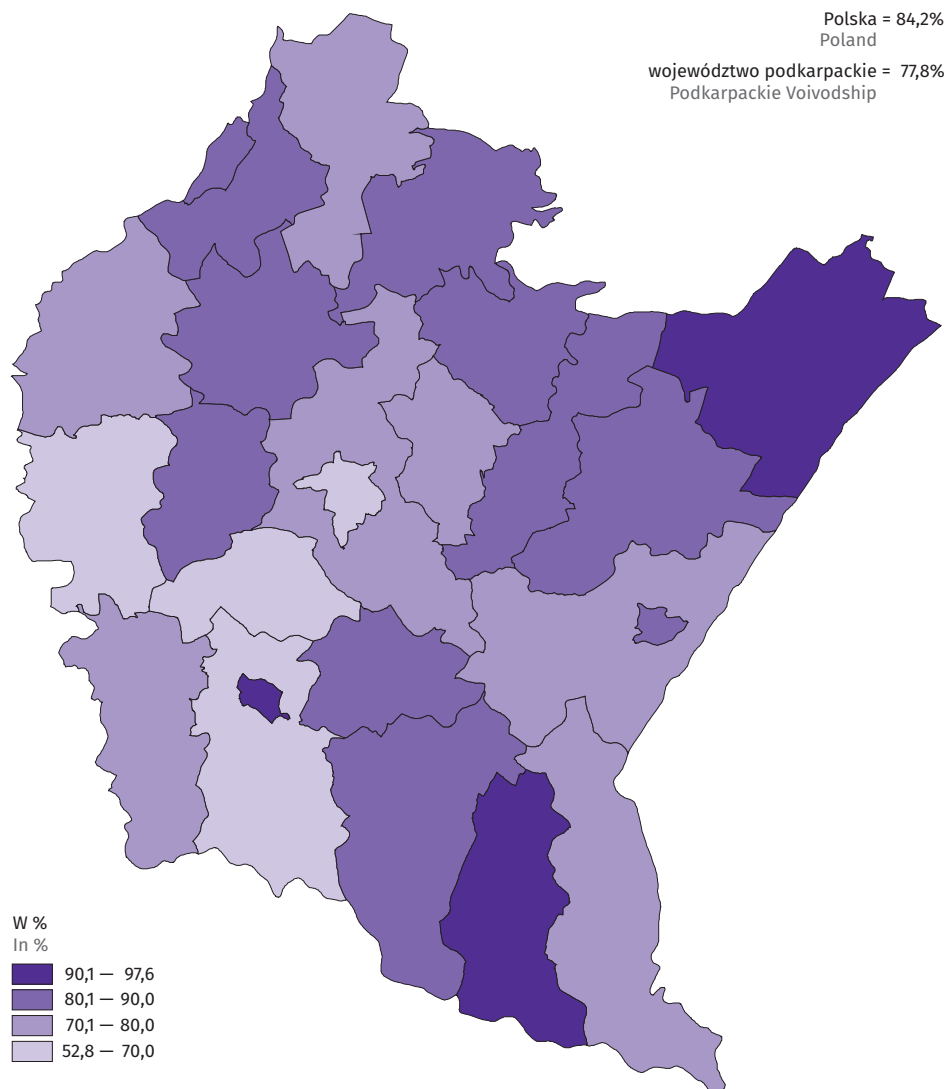 Polska = 84,2%
Poland
województwo podkarpackie = 77,8%
Podkarpackie Voivodship
W %
In %
90,1 — 97,6
80,1 — 90,0
70,1 — 80,0
52,8 — 70,0